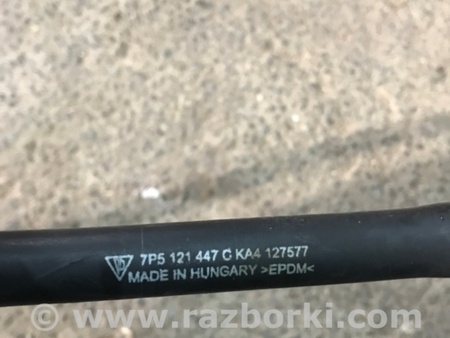 7P5 121 447 C KA4 127577
MADE IN HUNGARY >EPDM<
© www.razborki.com ®